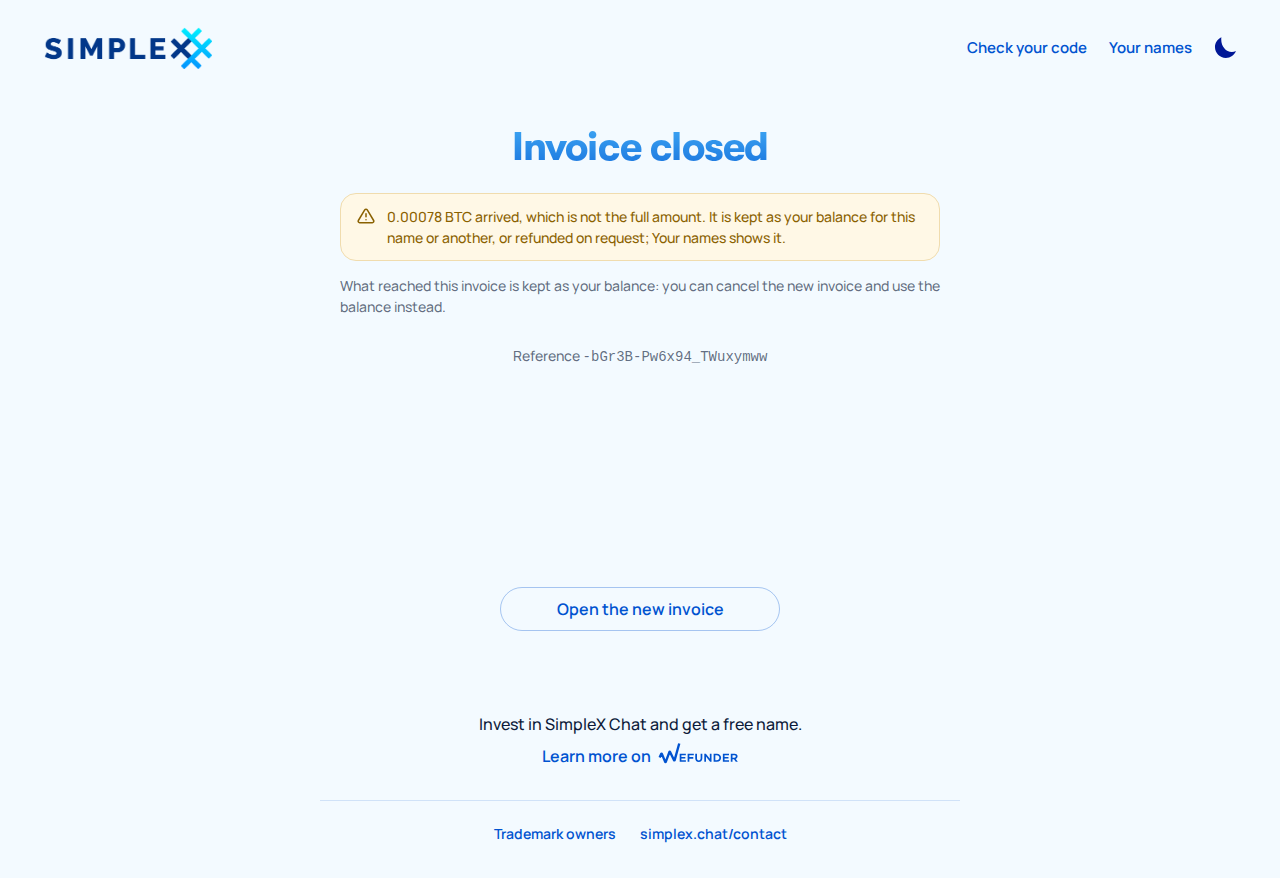 SIMPLEX
Check your code
Your names
Invoice closed
0.00078 BTC arrived, which is not the full amount. It is kept as your balance for this
name or another, or refunded on request; Your names shows it.
What reached this invoice is kept as your balance: you can cancel the new invoice and use the
balance instead.
Reference -bGr3B-Pw6x94_TWuxymww
Open the new invoice
Invest in SimpleX Chat and get a free name.
Learn more on WEFUNDER
Trademark owners
simplex.chat/contact